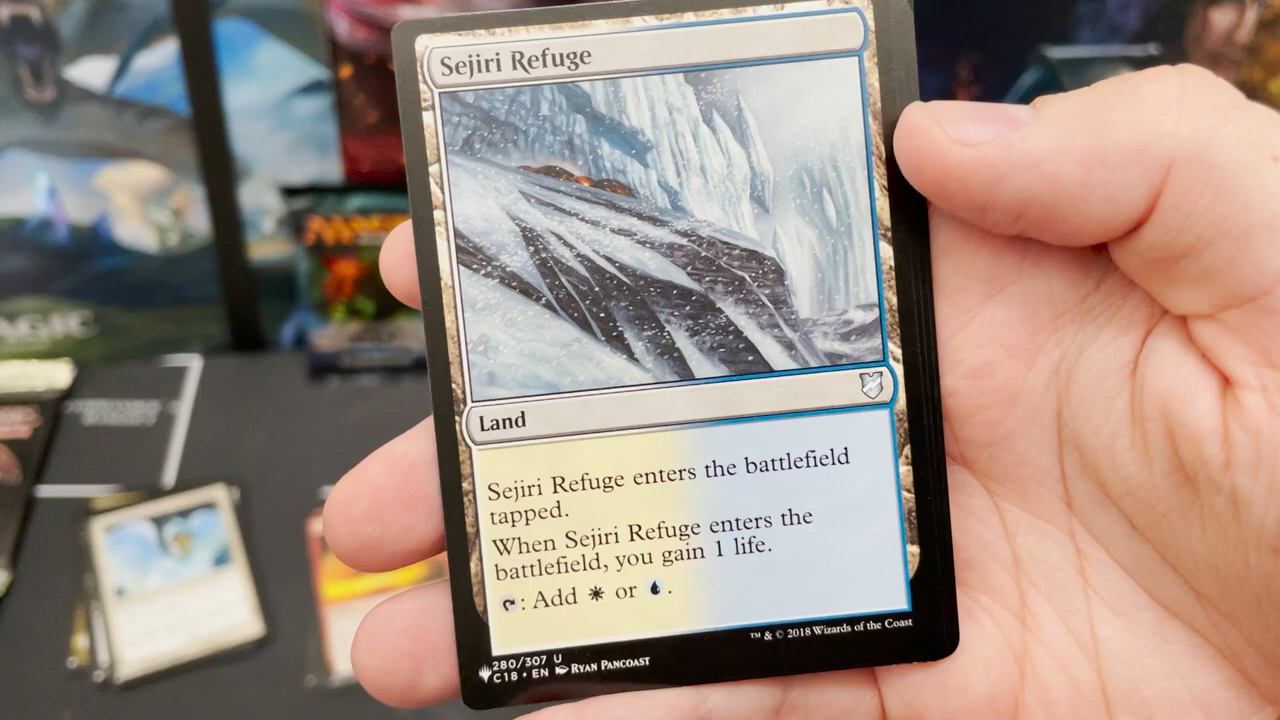 Sejiri Refuge
Land
Sejiri Refuge enters the battlefield
tapped.
When Sejiri Refuge enters the
battlefield, you gain 1 life.
: Add or .
™ & © 2018 Wizards of the Coast
280/307 U
C18 • EN Ryan Pancoast
MAGIC